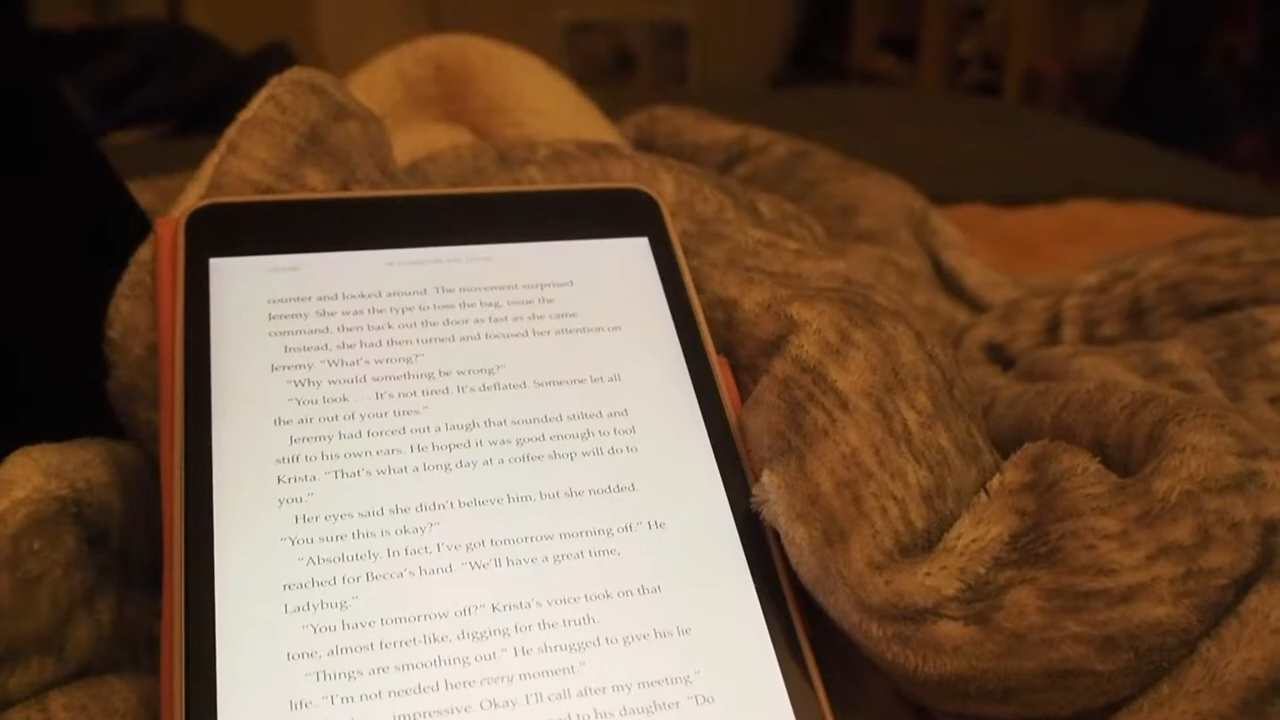 counter and looked around. The movement surprised
Jeremy. She was the type to toss the bag, issue the
command, then back out the door as fast as she came.
Instead, she had then turned and focused her attention on
Jeremy. “What’s wrong?”
“Why would something be wrong?”
“You look . . . It’s not tired. It’s deflated. Someone let all
the air out of your tires.”
Jeremy had forced out a laugh that sounded stilted and
stiff to his own ears. He hoped it was good enough to fool
Krista. “That’s what a long day at a coffee shop will do to
you.”
Her eyes said she didn’t believe him, but she nodded.
“You sure this is okay?”
“Absolutely. In fact, I’ve got tomorrow morning off.” He
reached for Becca’s hand. “We’ll have a great time,
Ladybug.”
“You have tomorrow off?” Krista’s voice took on that
tone, almost ferret-like, digging for the truth.
“Things are smoothing out.” He shrugged to give his lie
life. “I’m not needed here every moment.”
impressive. Okay. I’ll call after my meeting.”
to his daughter. “Do